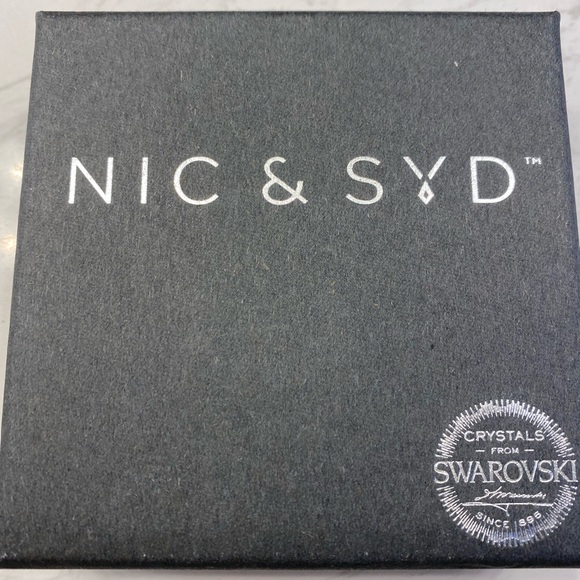 NIC & SYD™
CRYSTALS
– FROM –
SWAROVSKI
SINCE 1895